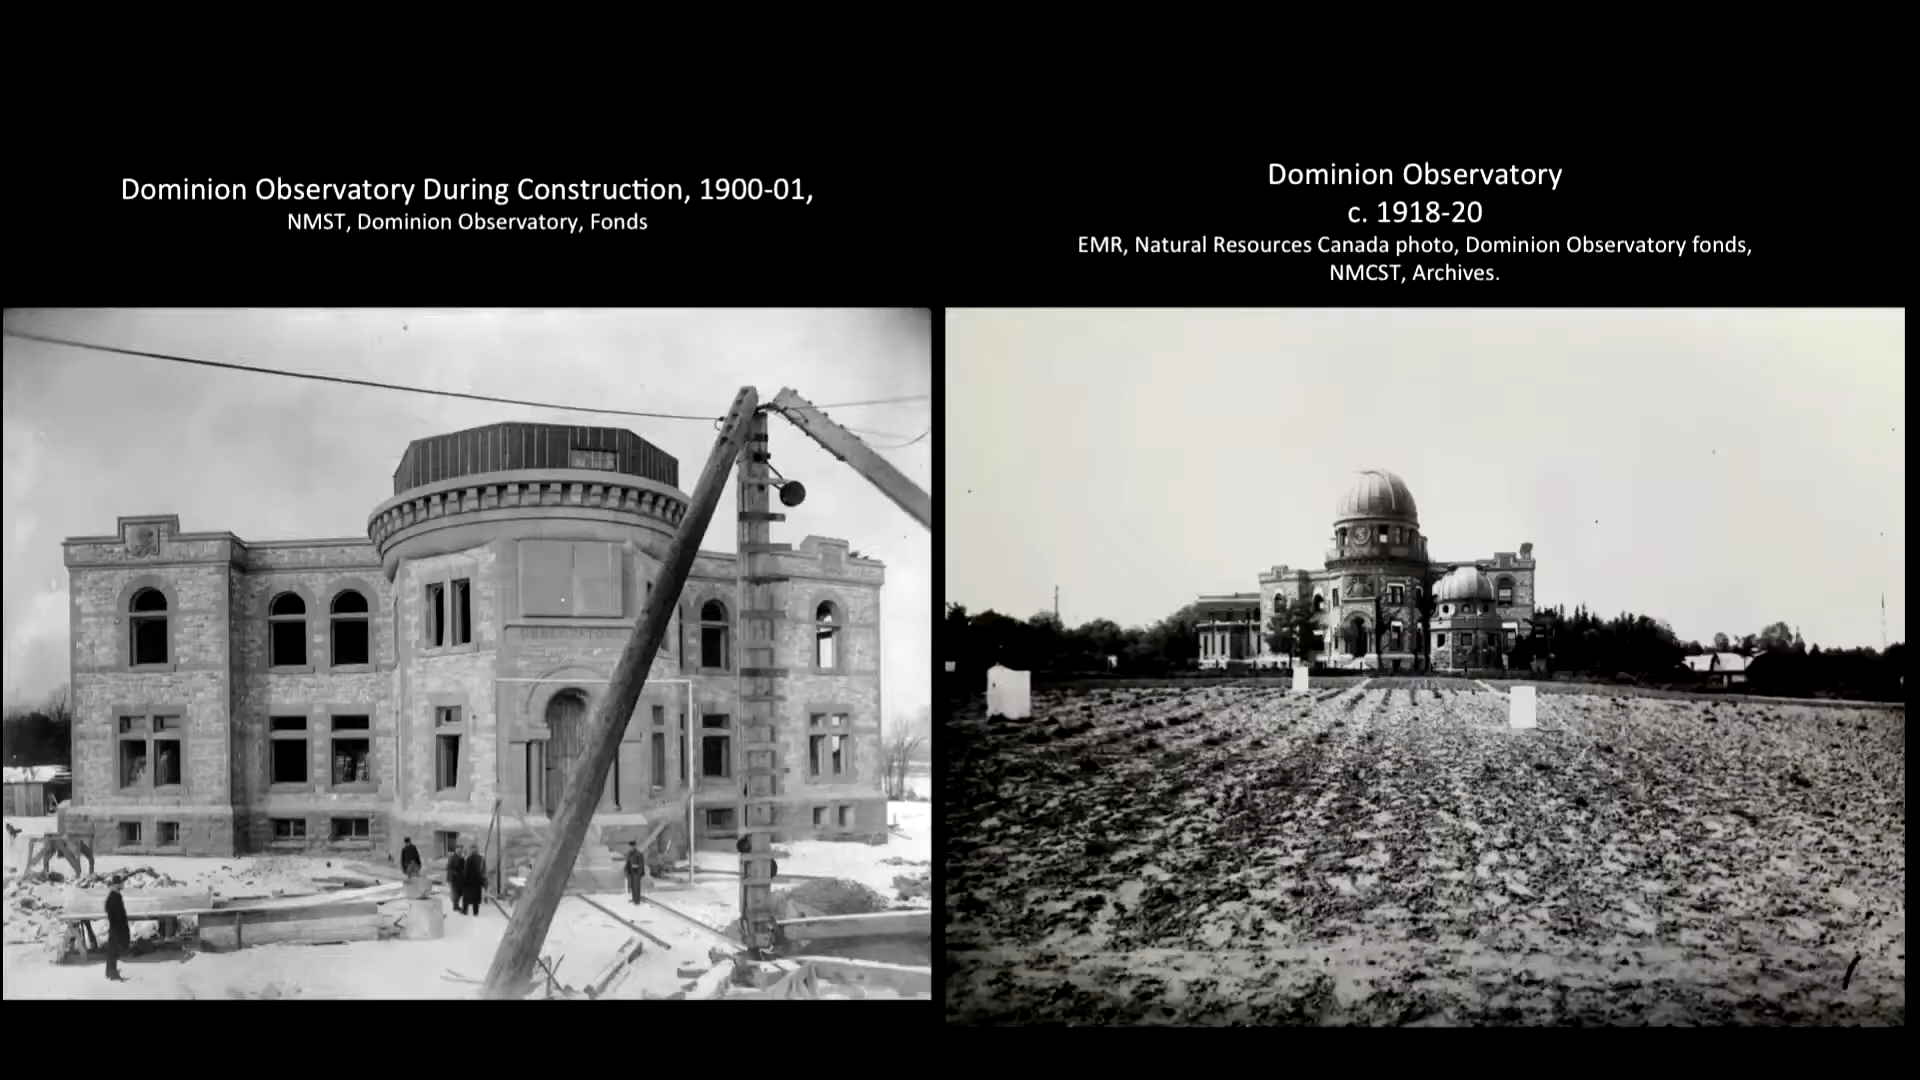 Dominion Observatory During Construction, 1900-01,
NMST, Dominion Observatory, Fonds
Dominion Observatory
c. 1918-20
EMR, Natural Resources Canada photo, Dominion Observatory fonds,
NMCST, Archives.
OBSERVATORY